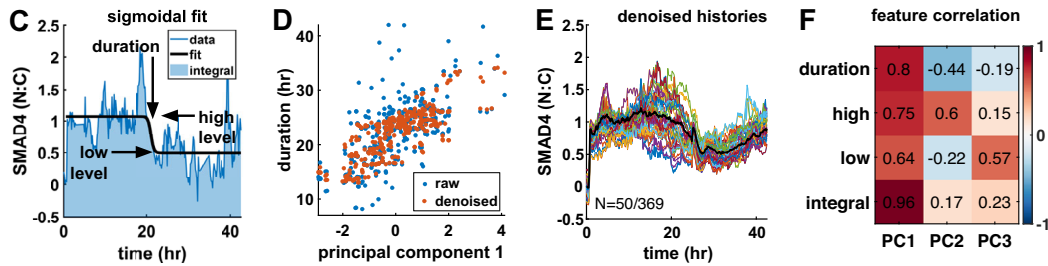 C
sigmoidal fit
duration
data
fit
integral
high
level
low
level
SMAD4 (N:C)
2.5
2
1.5
1
0.5
0
-0.5
0
20
40
time (hr)
D
duration (hr)
40
30
20
10
raw
denoised
-2
0
2
4
principal component 1
E
denoised histories
SMAD4 (N:C)
2.5
2
1.5
1
0.5
0
-0.5
N=50/369
0
20
40
time (hr)
F
feature correlation
duration 0.8 -0.44 -0.19
high 0.75 0.6 0.15
low 0.64 -0.22 0.57
integral 0.96 0.17 0.23
PC1 PC2 PC3
1
0
-1